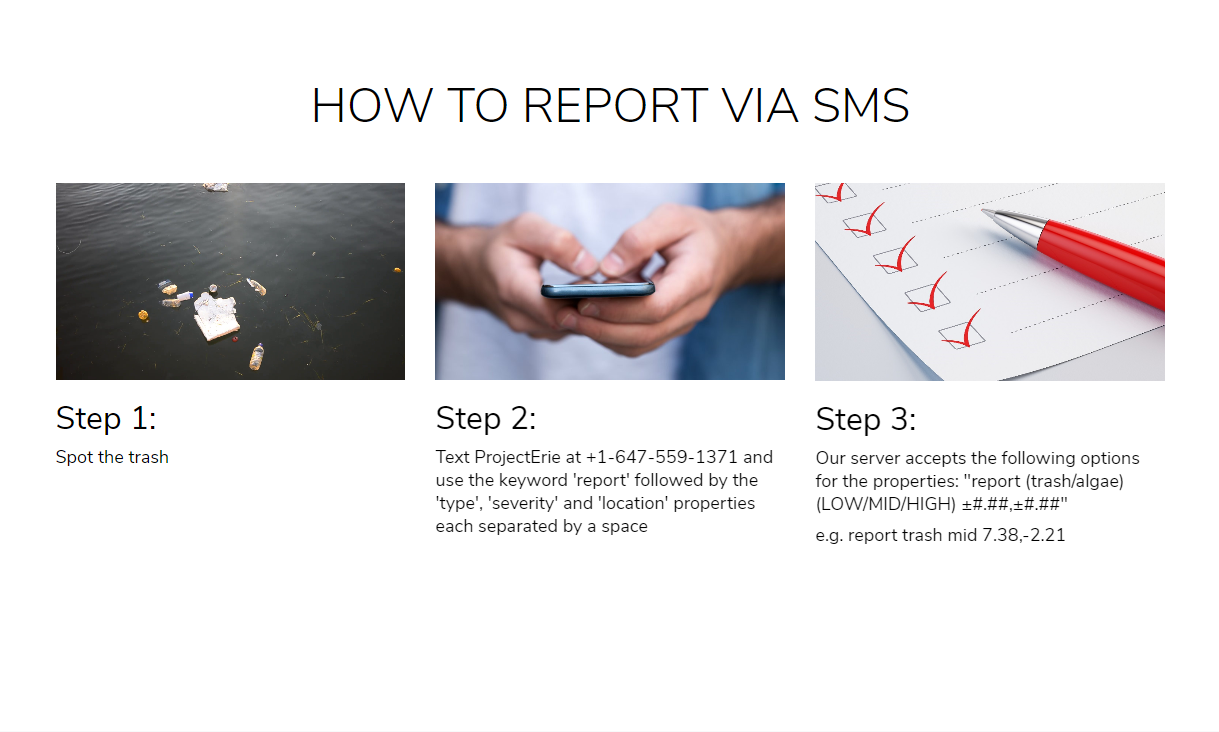 HOW TO REPORT VIA SMS
Step 1:
Spot the trash
Step 2:
Text ProjectErie at +1-647-559-1371 and
use the keyword 'report' followed by the
'type', 'severity' and 'location' properties
each separated by a space
Step 3:
Our server accepts the following options
for the properties: "report (trash/algae)
(LOW/MID/HIGH) ±#.##,±#.##"
e.g. report trash mid 7.38,-2.21